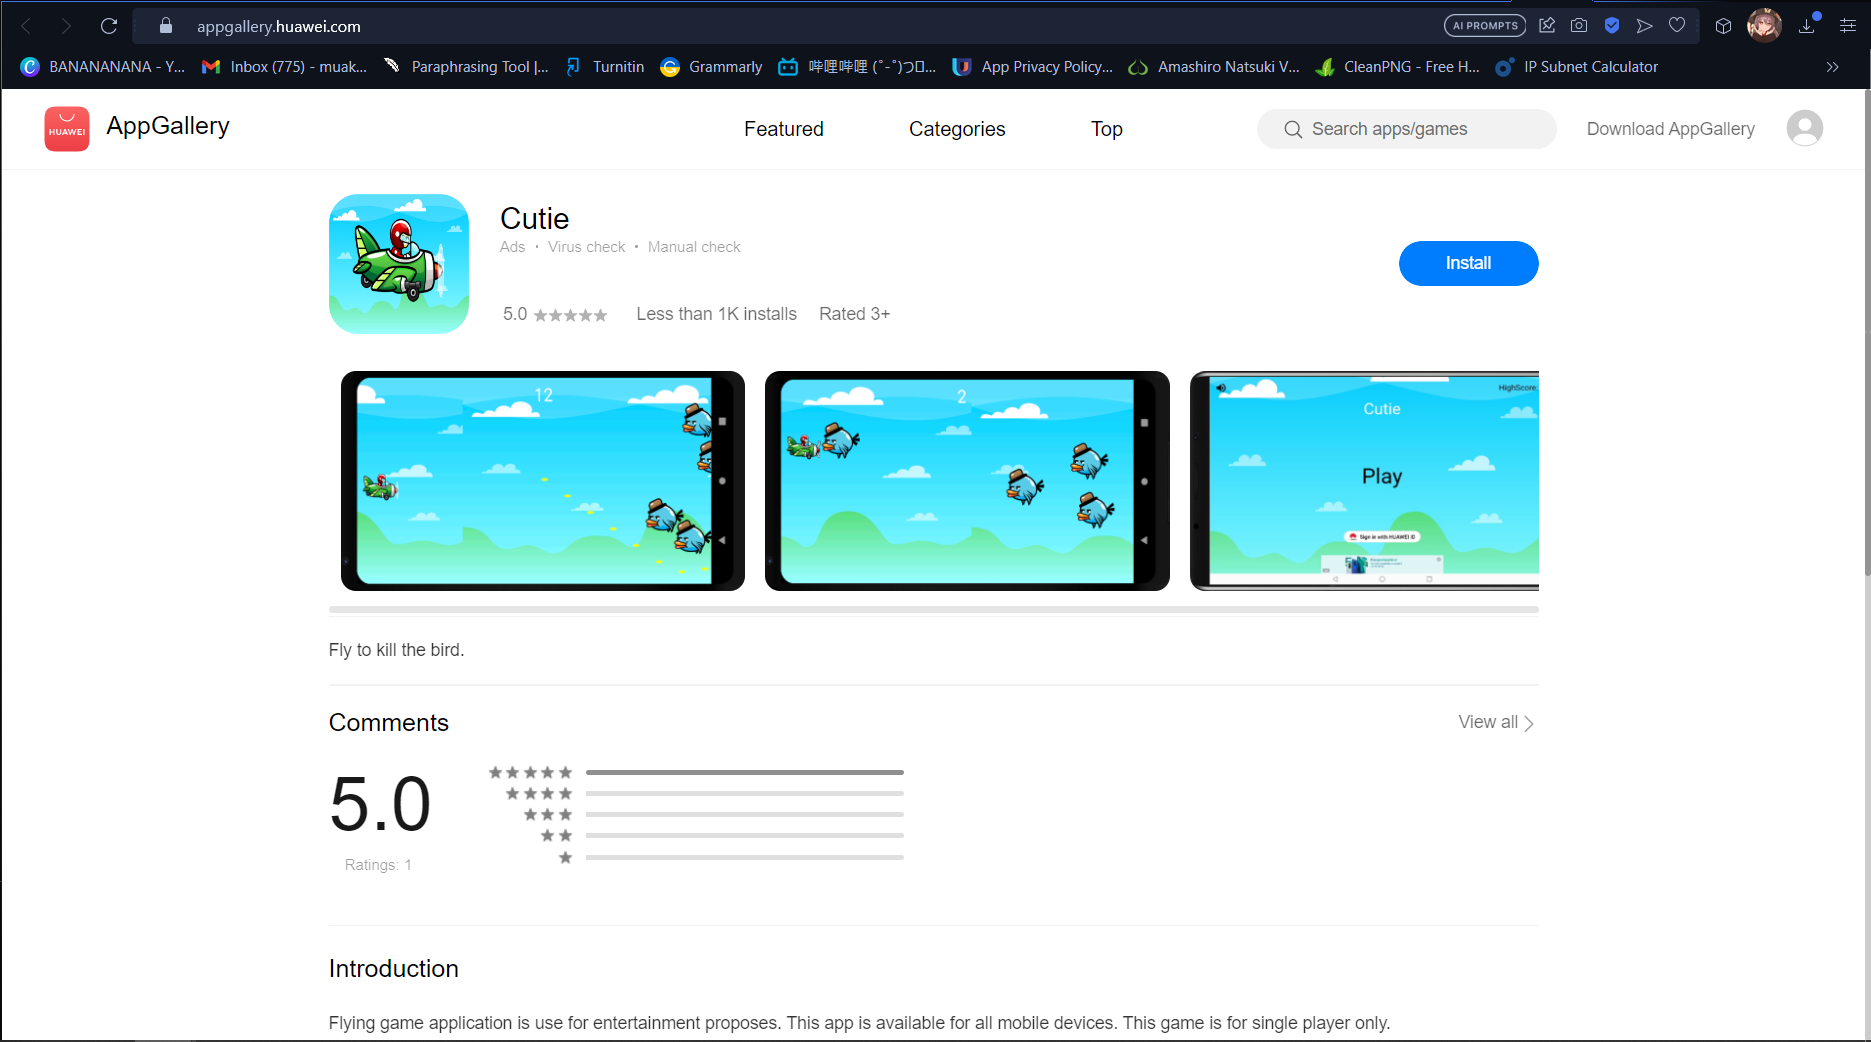 appgallery.huawei.com
AI PROMPTS
BANANANANA - Y...
Inbox (775) - muak...
Paraphrasing Tool |...
Turnitin
Grammarly
哔哩哔哩 (゜-゜)つロ...
App Privacy Policy...
Amashiro Natsuki V...
CleanPNG - Free H...
IP Subnet Calculator
HUAWEI
AppGallery
Featured
Categories
Top
Search apps/games
Download AppGallery
Cutie
Ads · Virus check · Manual check
Install
5.0
Less than 1K installs
Rated 3+
12
2
HighScore
Cutie
Play
Sign in with HUAWEI ID
Fly to kill the bird.
Comments
View all
5.0
Ratings: 1
Introduction
Flying game application is use for entertainment proposes. This app is available for all mobile devices. This game is for single player only.